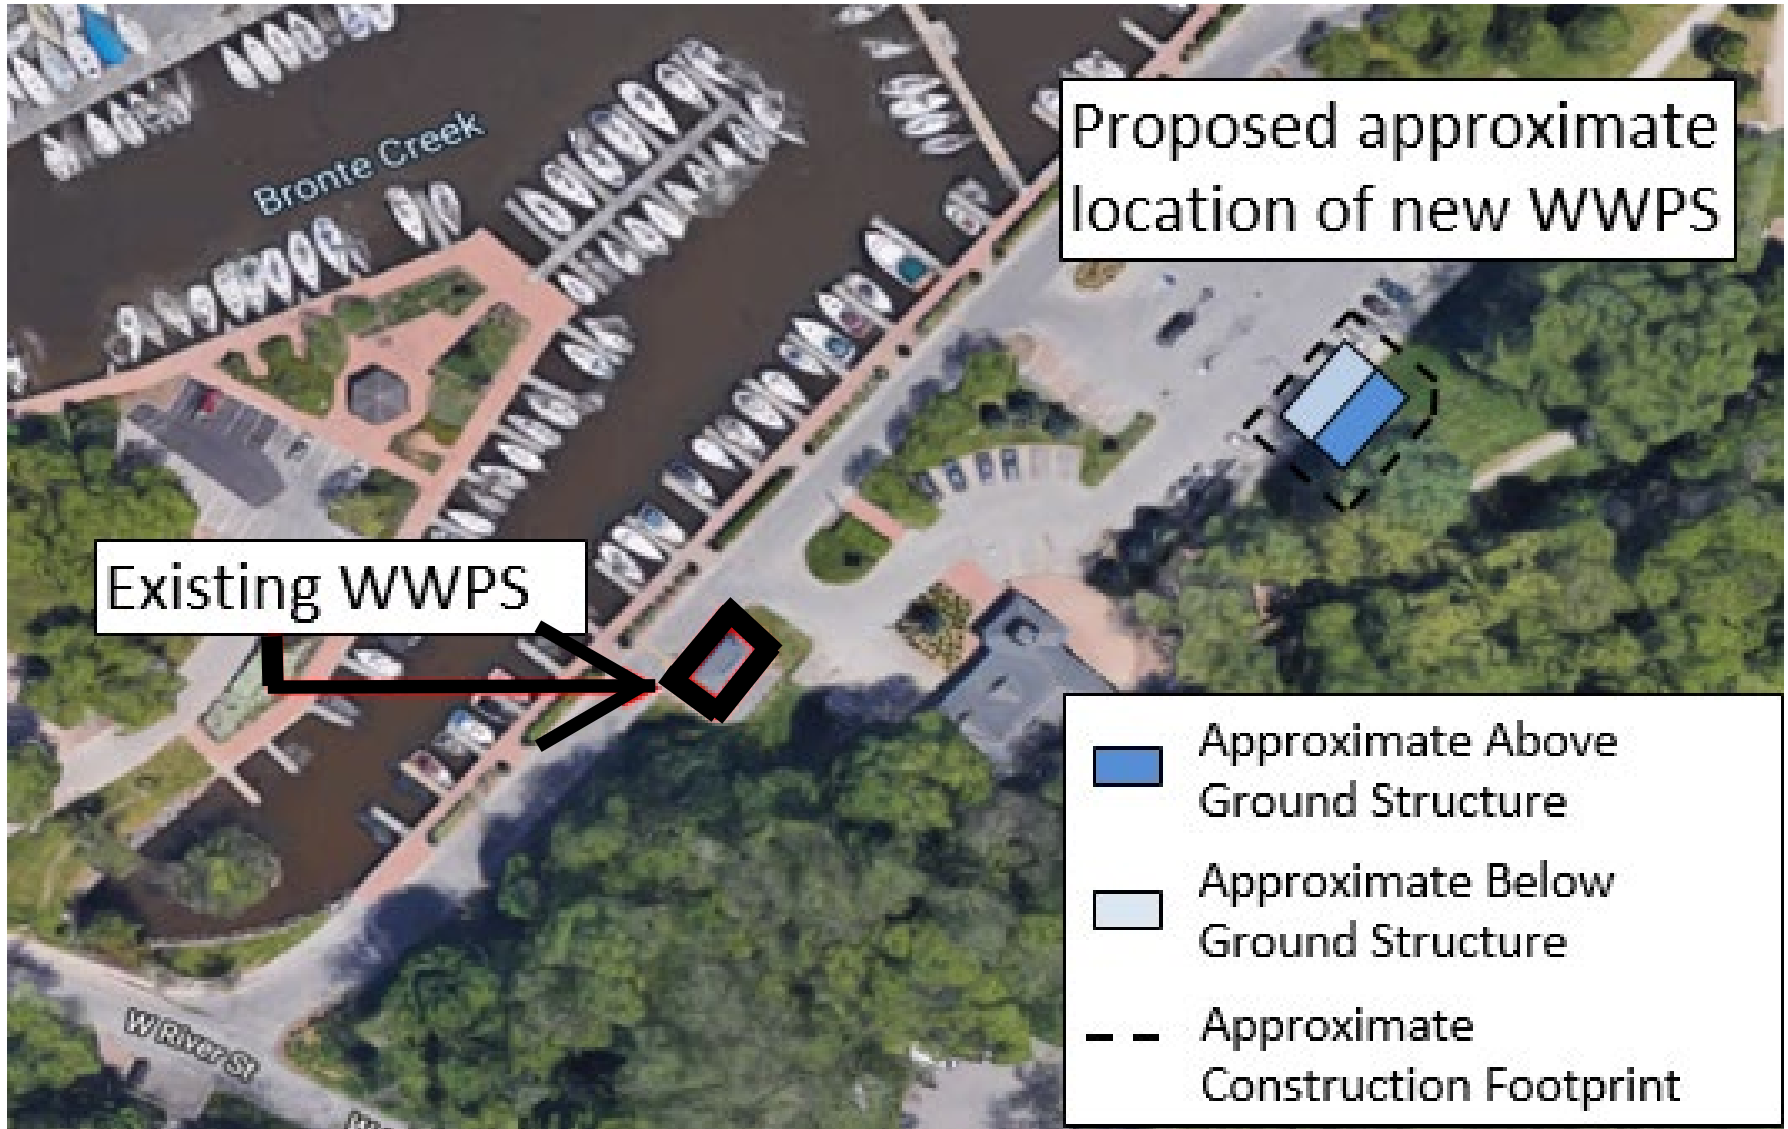 Bronte Creek
Proposed approximate
location of new WWPS
Existing WWPS
Approximate Above
Ground Structure
Approximate Below
Ground Structure
Approximate
Construction Footprint
W River St